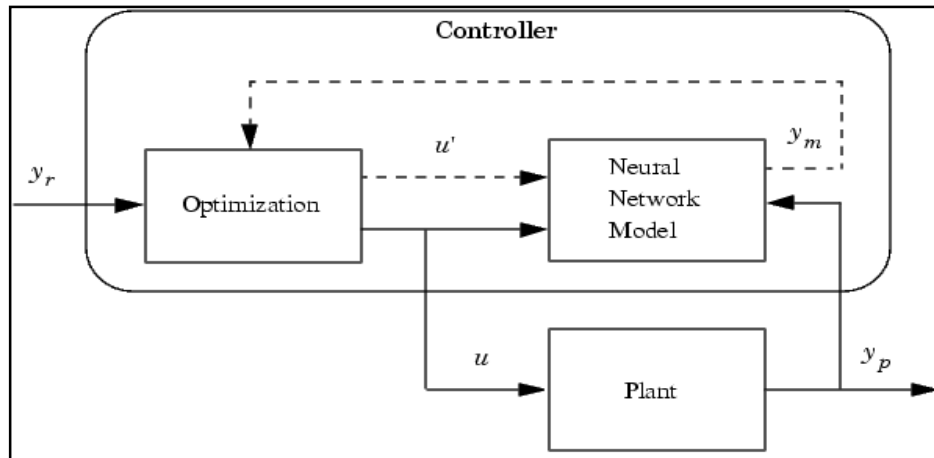 Controller
u'
y_m
y_r
Optimization
Neural
Network
Model
u
y_p
Plant